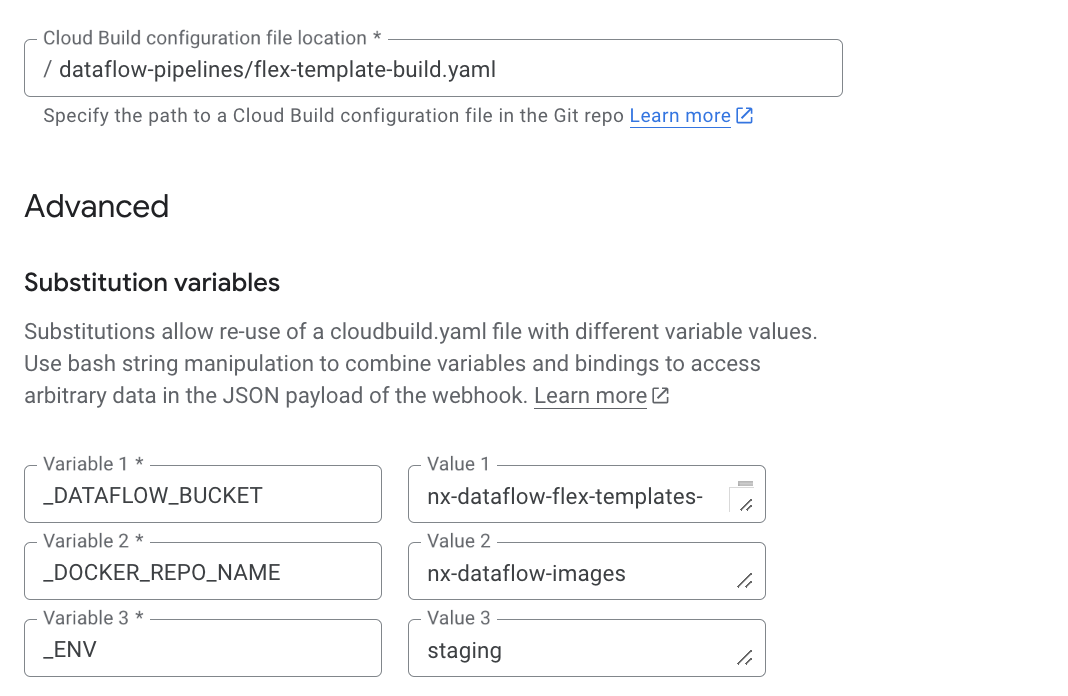 Cloud Build configuration file location *
/ dataflow-pipelines/flex-template-build.yaml
Specify the path to a Cloud Build configuration file in the Git repo Learn more
Advanced
Substitution variables
Substitutions allow re-use of a cloudbuild.yaml file with different variable values.
Use bash string manipulation to combine variables and bindings to access
arbitrary data in the JSON payload of the webhook. Learn more
Variable 1 * Value 1
_DATAFLOW_BUCKET nx-dataflow-flex-templates-
Variable 2 * Value 2
_DOCKER_REPO_NAME nx-dataflow-images
Variable 3 * Value 3
_ENV staging